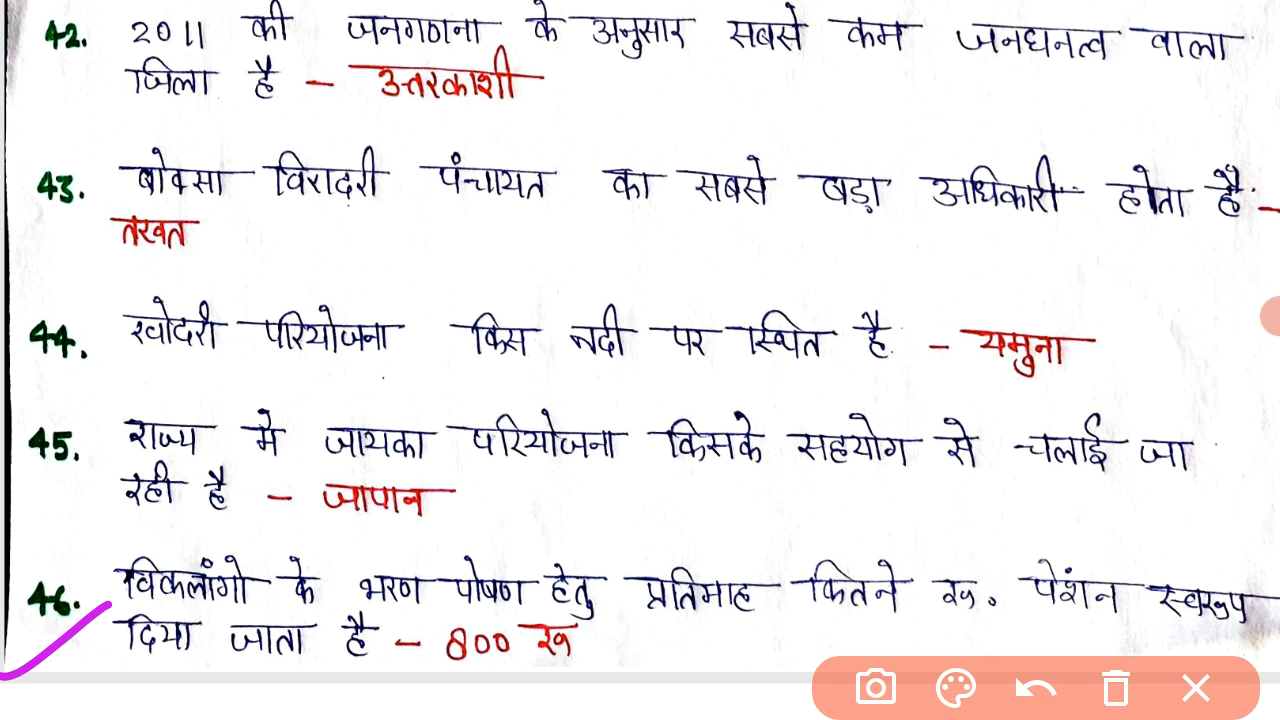 42. 2011 की जनगणना के अनुसार सबसे कम जनघनत्व वाला
जिला है – उत्तरकाशी
43. बोक्सा विरादरी पंचायत का सबसे बड़ा अधिकारी होता है –
तखत
44. खोदरी परियोजना किस नदी पर स्थित है – यमुना
45. राज्य मे जायका परियोजना किसके सहयोग से चलाई जा
रही है – जापान
46. विकलांगो के भरण पोषण हेतु प्रतिमाह कितने रू. पेंशन स्वरूप
दिया जाता है – 800 रू